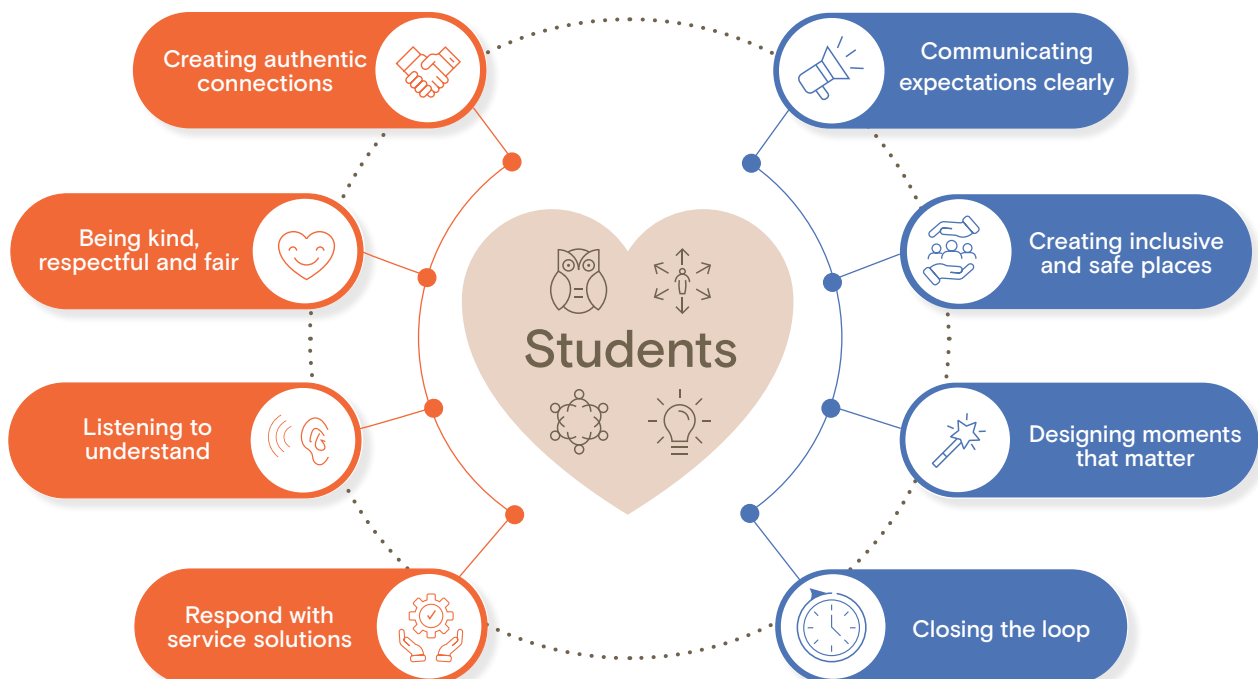 Creating authentic
connections
Being kind,
respectful and fair
Listening to
understand
Respond with
service solutions
Students
Communicating
expectations clearly
Creating inclusive
and safe places
Designing moments
that matter
Closing the loop